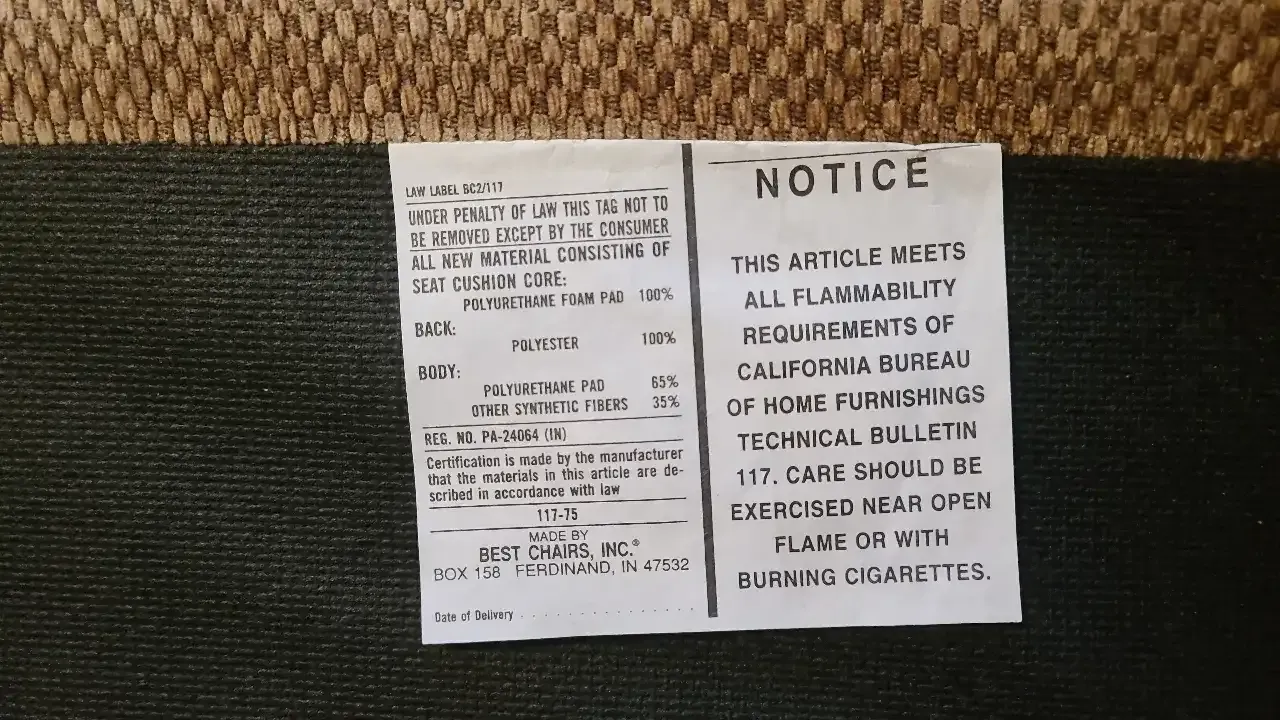 LAW LABEL BC2/117
UNDER PENALTY OF LAW THIS TAG NOT TO
BE REMOVED EXCEPT BY THE CONSUMER
ALL NEW MATERIAL CONSISTING OF
SEAT CUSHION CORE:
POLYURETHANE FOAM PAD 100%
BACK:
POLYESTER 100%
BODY:
POLYURETHANE PAD 65%
OTHER SYNTHETIC FIBERS 35%
REG. NO. PA-24064 (IN)
Certification is made by the manufacturer
that the materials in this article are de-
scribed in accordance with law
117-75
MADE BY
BEST CHAIRS, INC.®
BOX 158 FERDINAND, IN 47532
Date of Delivery . . . . . . . . . . . . . . . . . .
NOTICE
THIS ARTICLE MEETS
ALL FLAMMABILITY
REQUIREMENTS OF
CALIFORNIA BUREAU
OF HOME FURNISHINGS
TECHNICAL BULLETIN
117. CARE SHOULD BE
EXERCISED NEAR OPEN
FLAME OR WITH
BURNING CIGARETTES.